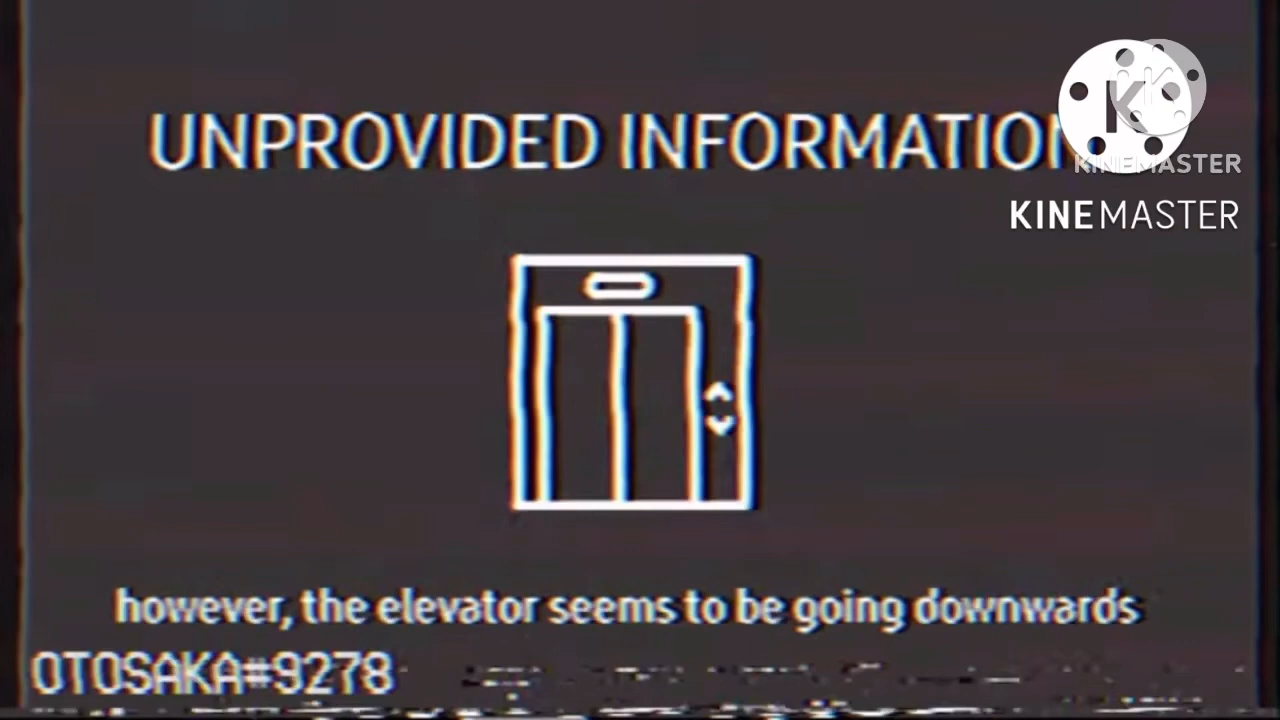 UNPROVIDED INFORMATION
K
K
KINEMASTER
KINEMASTER
however, the elevator seems to be going downwards
OTOSAKA#9278